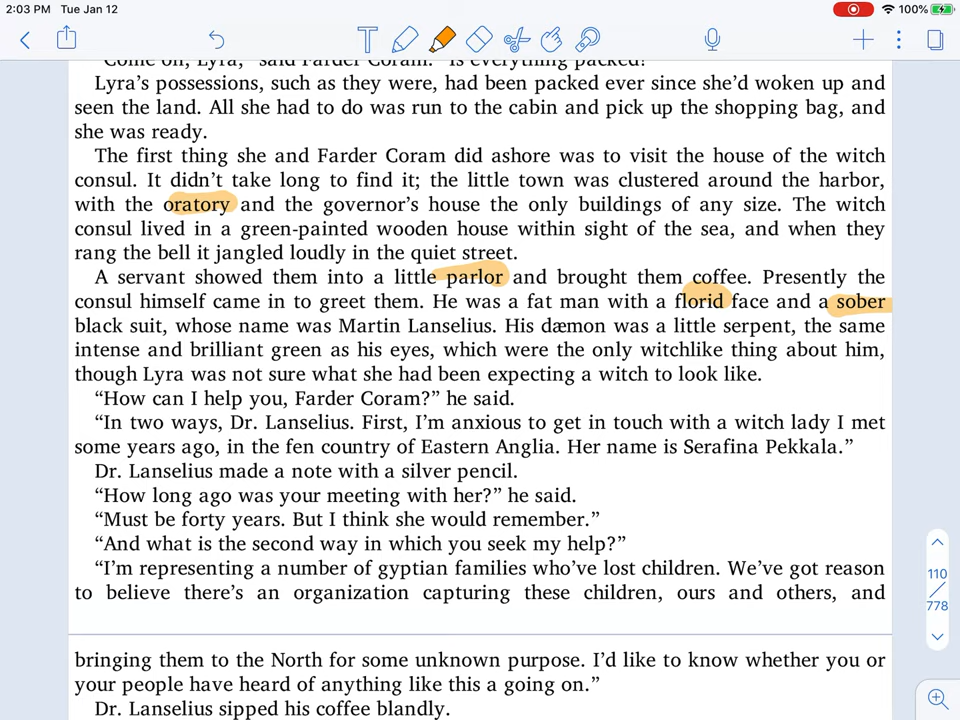 2:03 PM Tue Jan 12
100%
"Come on, Lyra," said Farder Coram. "Is everything packed?"
Lyra’s possessions, such as they were, had been packed ever since she’d woken up and
seen the land. All she had to do was run to the cabin and pick up the shopping bag, and
she was ready.
The first thing she and Farder Coram did ashore was to visit the house of the witch
consul. It didn’t take long to find it; the little town was clustered around the harbor,
with the oratory and the governor’s house the only buildings of any size. The witch
consul lived in a green-painted wooden house within sight of the sea, and when they
rang the bell it jangled loudly in the quiet street.
A servant showed them into a little parlor and brought them coffee. Presently the
consul himself came in to greet them. He was a fat man with a florid face and a sober
black suit, whose name was Martin Lanselius. His dæmon was a little serpent, the same
intense and brilliant green as his eyes, which were the only witchlike thing about him,
though Lyra was not sure what she had been expecting a witch to look like.
“How can I help you, Farder Coram?” he said.
“In two ways, Dr. Lanselius. First, I’m anxious to get in touch with a witch lady I met
some years ago, in the fen country of Eastern Anglia. Her name is Serafina Pekkala.”
Dr. Lanselius made a note with a silver pencil.
“How long ago was your meeting with her?” he said.
“Must be forty years. But I think she would remember.”
“And what is the second way in which you seek my help?”
“I’m representing a number of gyptian families who’ve lost children. We’ve got reason
to believe there’s an organization capturing these children, ours and others, and
bringing them to the North for some unknown purpose. I’d like to know whether you or
your people have heard of anything like this a going on.”
Dr. Lanselius sipped his coffee blandly.
110
778